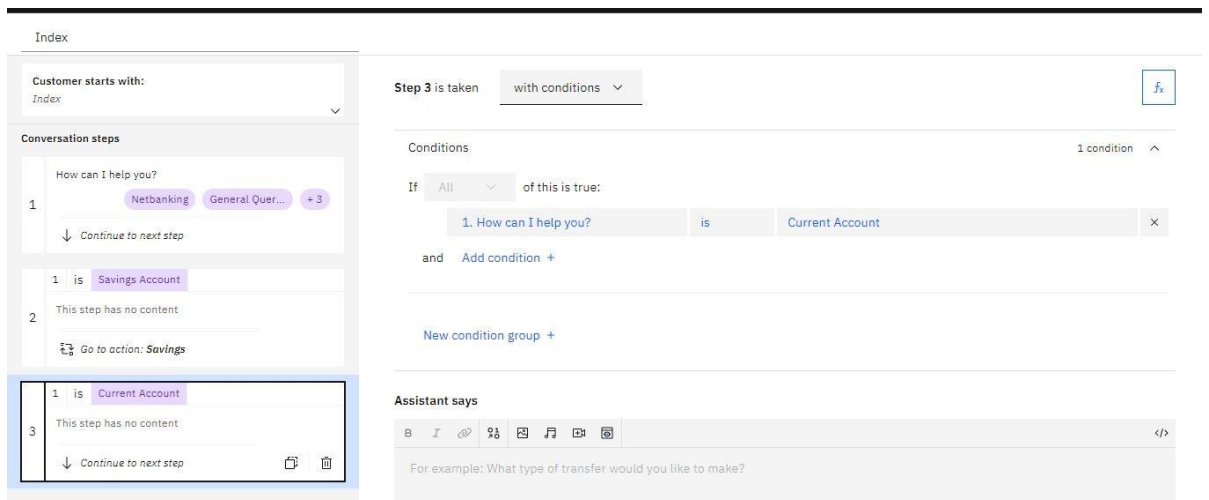 Index
Customer starts with:
Index
Conversation steps
1
How can I help you?
Netbanking General Quer... + 3
Continue to next step
2
1 is Savings Account
This step has no content
Go to action: Savings
3
1 is Current Account
This step has no content
Continue to next step
Step 3 is taken with conditions
fx
Conditions 1 condition
If All of this is true:
1. How can I help you? is Current Account ×
and Add condition +
New condition group +
Assistant says
B I </>
For example: What type of transfer would you like to make?